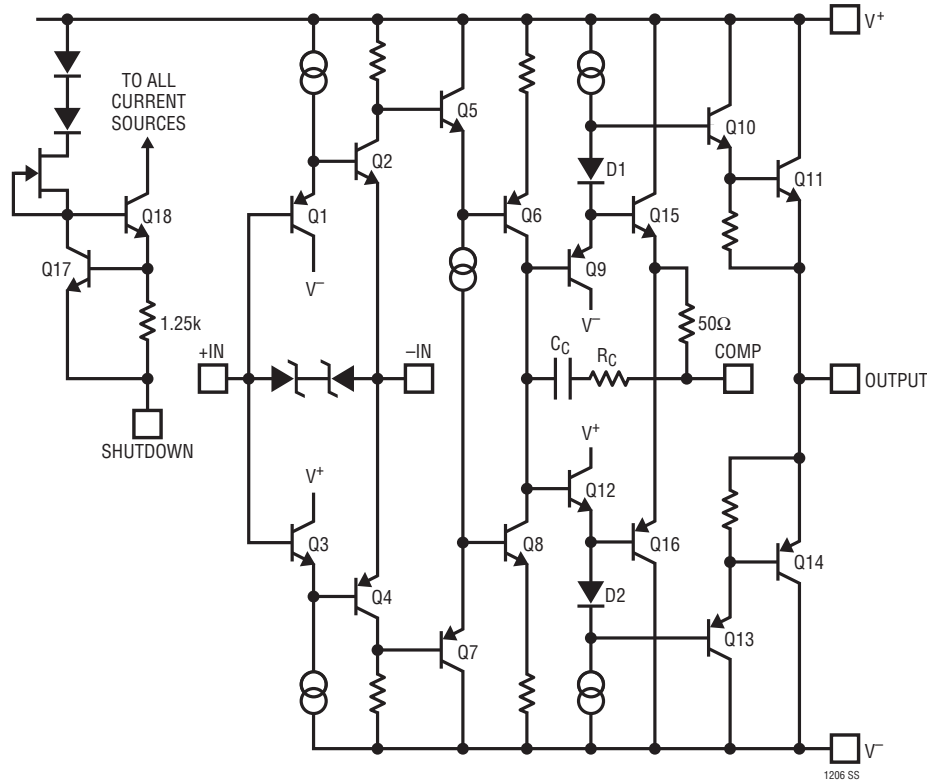 V+
TO ALL
CURRENT
SOURCES
Q5
Q10
Q2
D1
Q11
Q18
Q1
Q6
Q15
Q17
Q9
V–
V–
1.25k
50Ω
+IN
–IN
CC
RC
COMP
OUTPUT
SHUTDOWN
V+
V+
Q12
Q3
Q8
Q16
Q14
Q4
D2
Q7
Q13
V–
1206 SS